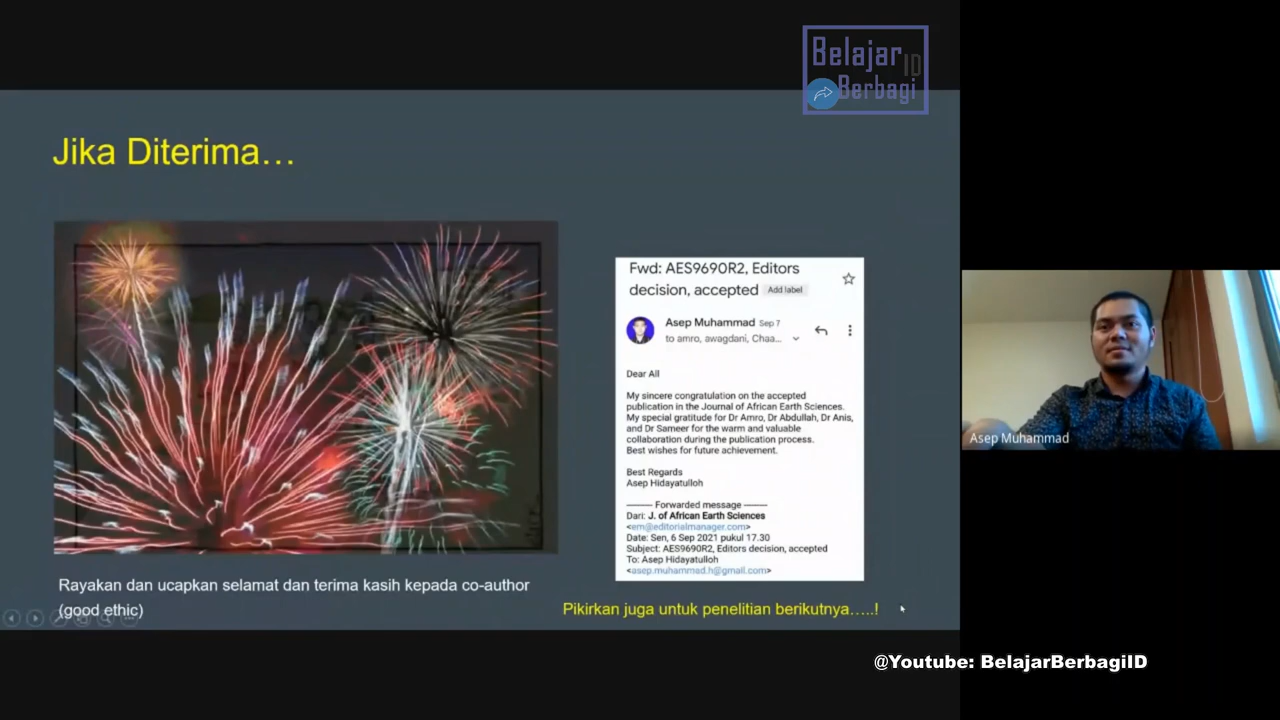 Belajar ID
Berbagi
Jika Diterima...
Fwd: AES9690R2, Editors
decision, accepted Add label
Asep Muhammad Sep 7
to amro, awagdani, Chaa...
Dear All
My sincere congratulation on the accepted
publication in the Journal of African Earth Sciences.
My special gratitude for Dr Amro, Dr Abdullah, Dr Anis,
and Dr Sameer for the warm and valuable
collaboration during the publication process.
Best wishes for future achievement.
Best Regards
Asep Hidayatulloh
——— Forwarded message ———
Dari: J. of African Earth Sciences
<em@editorialmanager.com>
Date: Sen, 6 Sep 2021 pukul 17.30
Subject: AES9690R2, Editors decision, accepted
To: Asep Hidayatulloh
<asep.muhammad.h@gmail.com>
Rayakan dan ucapkan selamat dan terima kasih kepada co-author
(good ethic)
Pikirkan juga untuk penelitian berikutnya.....!
Asep Muhammad
@Youtube: BelajarBerbagiID